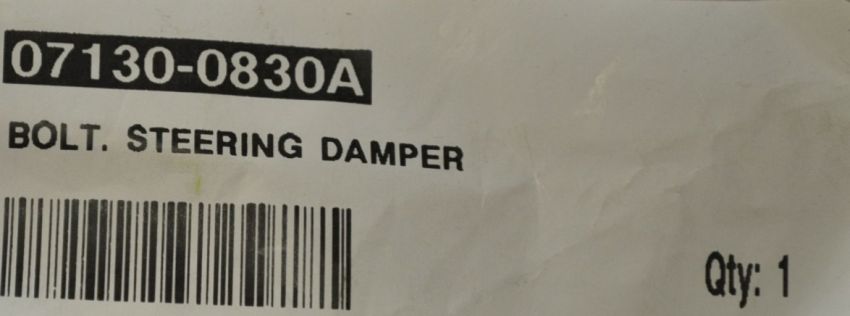 07130-0830A
BOLT. STEERING DAMPER
Qty: 1